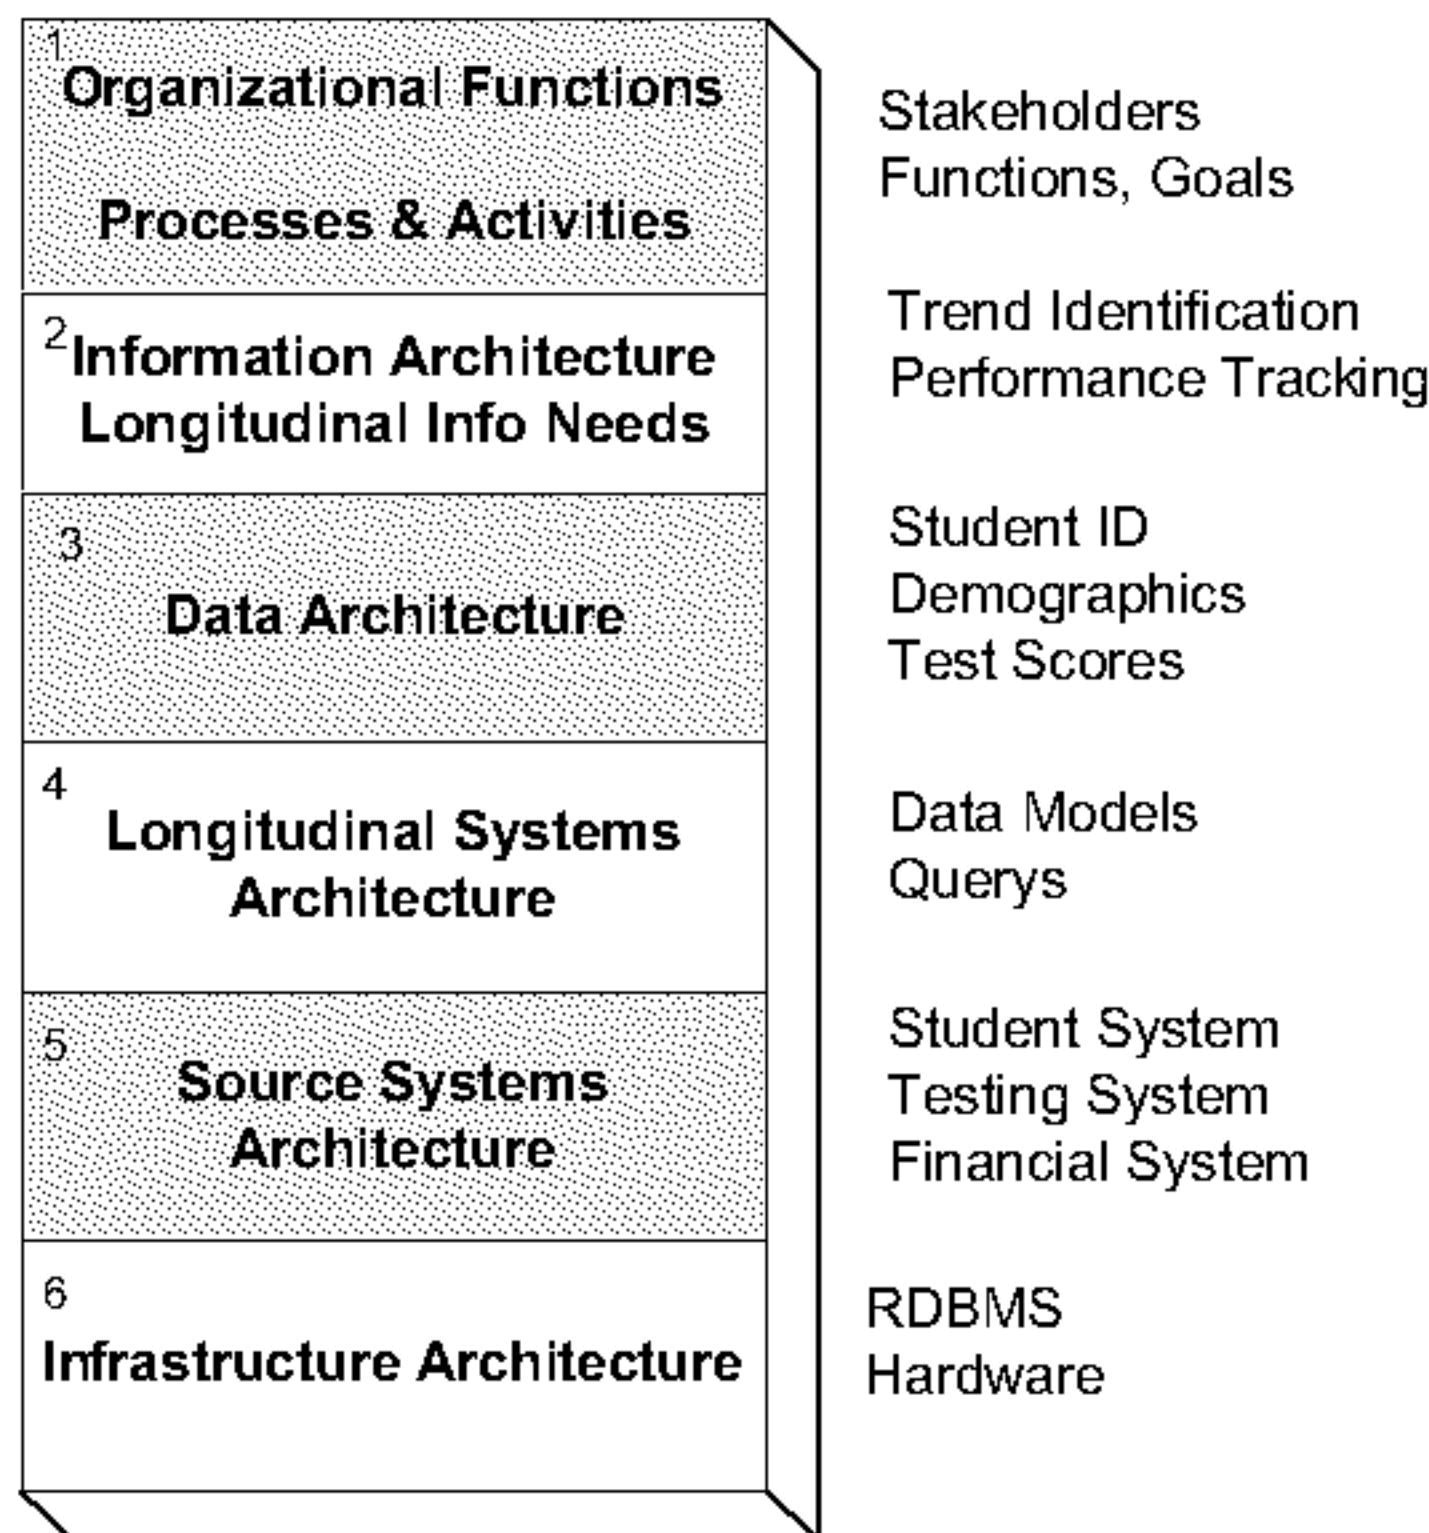 1
Organizational Functions
Processes & Activities
Stakeholders
Functions, Goals
2
Information Architecture
Longitudinal Info Needs
Trend Identification
Performance Tracking
3
Data Architecture
Student ID
Demographics
Test Scores
4
Longitudinal Systems
Architecture
Data Models
Querys
5
Source Systems
Architecture
Student System
Testing System
Financial System
6
Infrastructure Architecture
RDBMS
Hardware